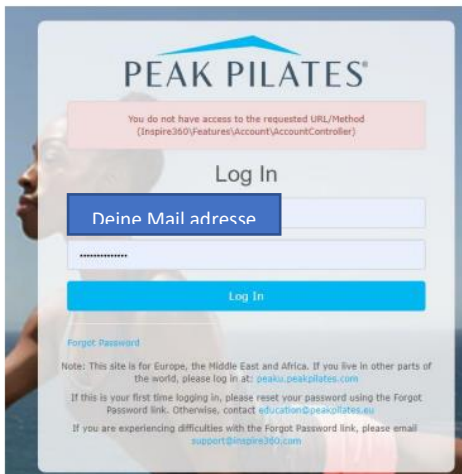 PEAK PILATES®
You do not have access to the requested URL/Method
(Inspire360\Features\Account\AccountController)
Log In
Deine Mail adresse
••••••••••••••
Log In
Forgot Password
Note: This site is for Europe, the Middle East and Africa. If you live in other parts of
the world, please log in at: peaku.peakpilates.com
If this is your first time logging in, please reset your password using the Forgot
Password link. Otherwise, contact education@peakpilates.eu
If you are experiencing difficulties with the Forgot Password link, please email
support@inspire360.com